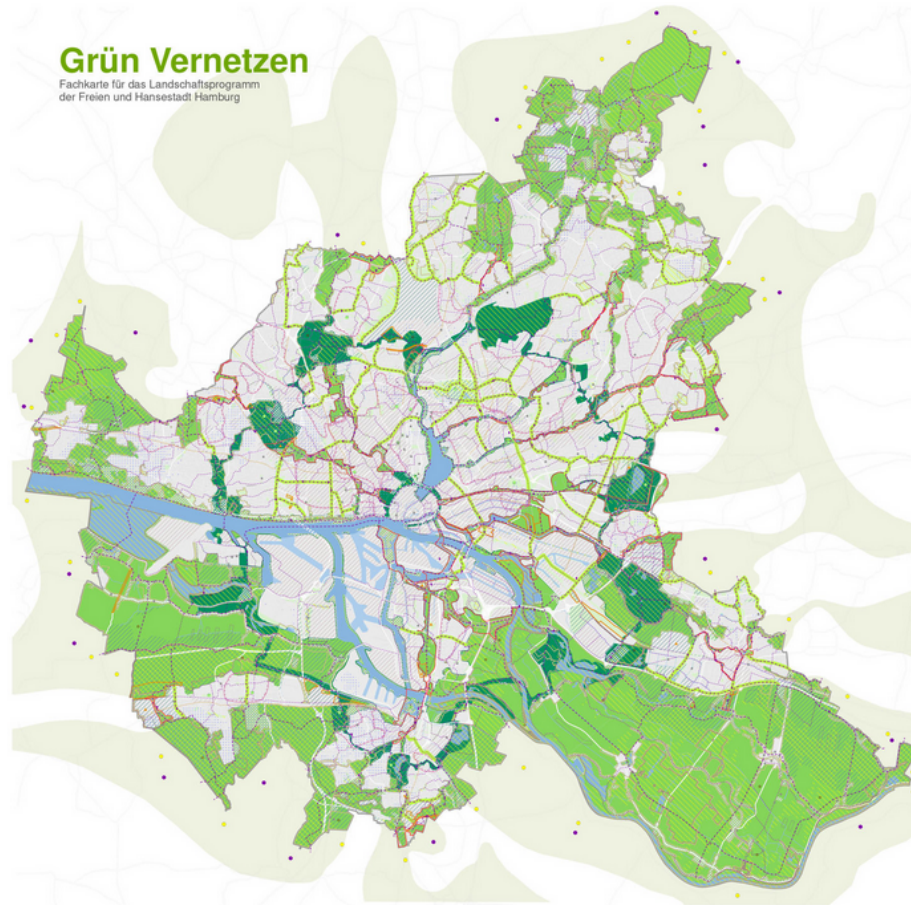 Grün Vernetzen
Fachkarte für das Landschaftsprogramm
der Freien und Hansestadt Hamburg